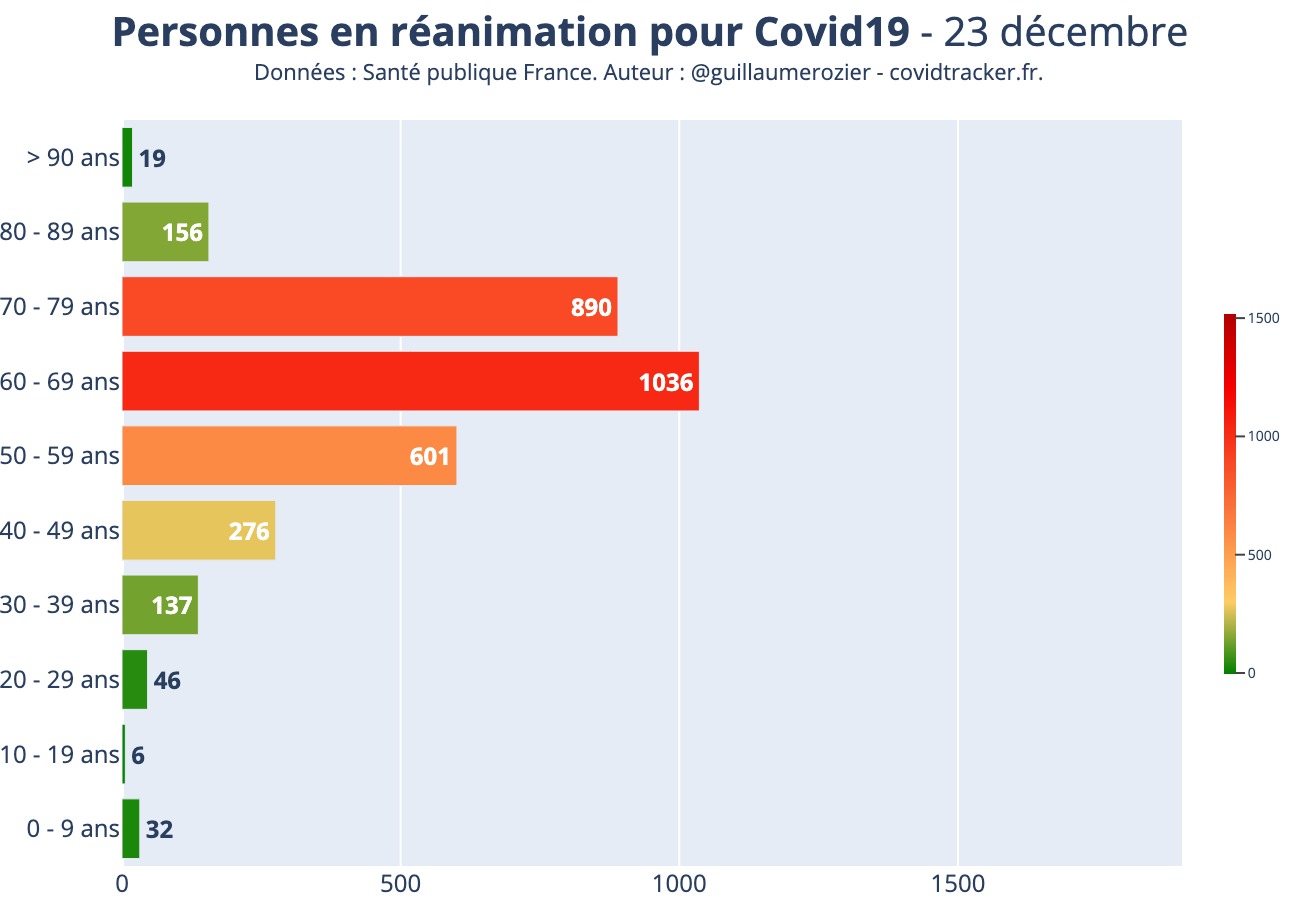 Personnes en réanimation pour Covid19 - 23 décembre
Données : Santé publique France. Auteur : @guillaumerozier - covidtracker.fr.
> 90 ans 19
80 - 89 ans 156
70 - 79 ans 890
60 - 69 ans 1036
50 - 59 ans 601
40 - 49 ans 276
30 - 39 ans 137
20 - 29 ans 46
10 - 19 ans 6
0 - 9 ans 32
0 500 1000 1500
1500
1000
500
0